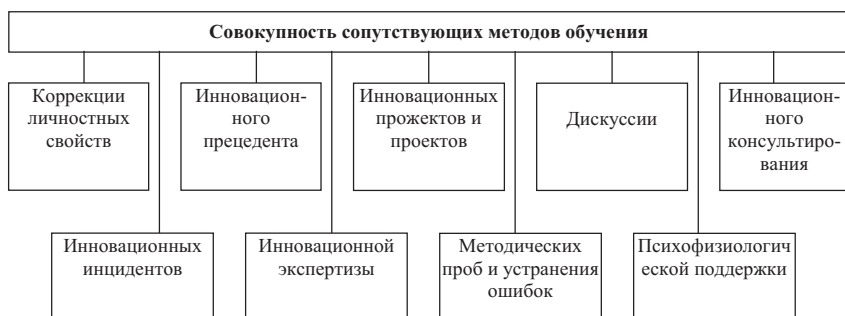 Совокупность сопутствующих методов обучения
Коррекции
личностных
свойств
Инновацион-
ного
прецедента
Инновационных
прожектов и
проектов
Дискуссии
Инновацион-
ного
консультиро-
вания
Инновационных
инцидентов
Инновационной
экспертизы
Методических
проб и устранения
ошибок
Психофизиологич
еской поддержки